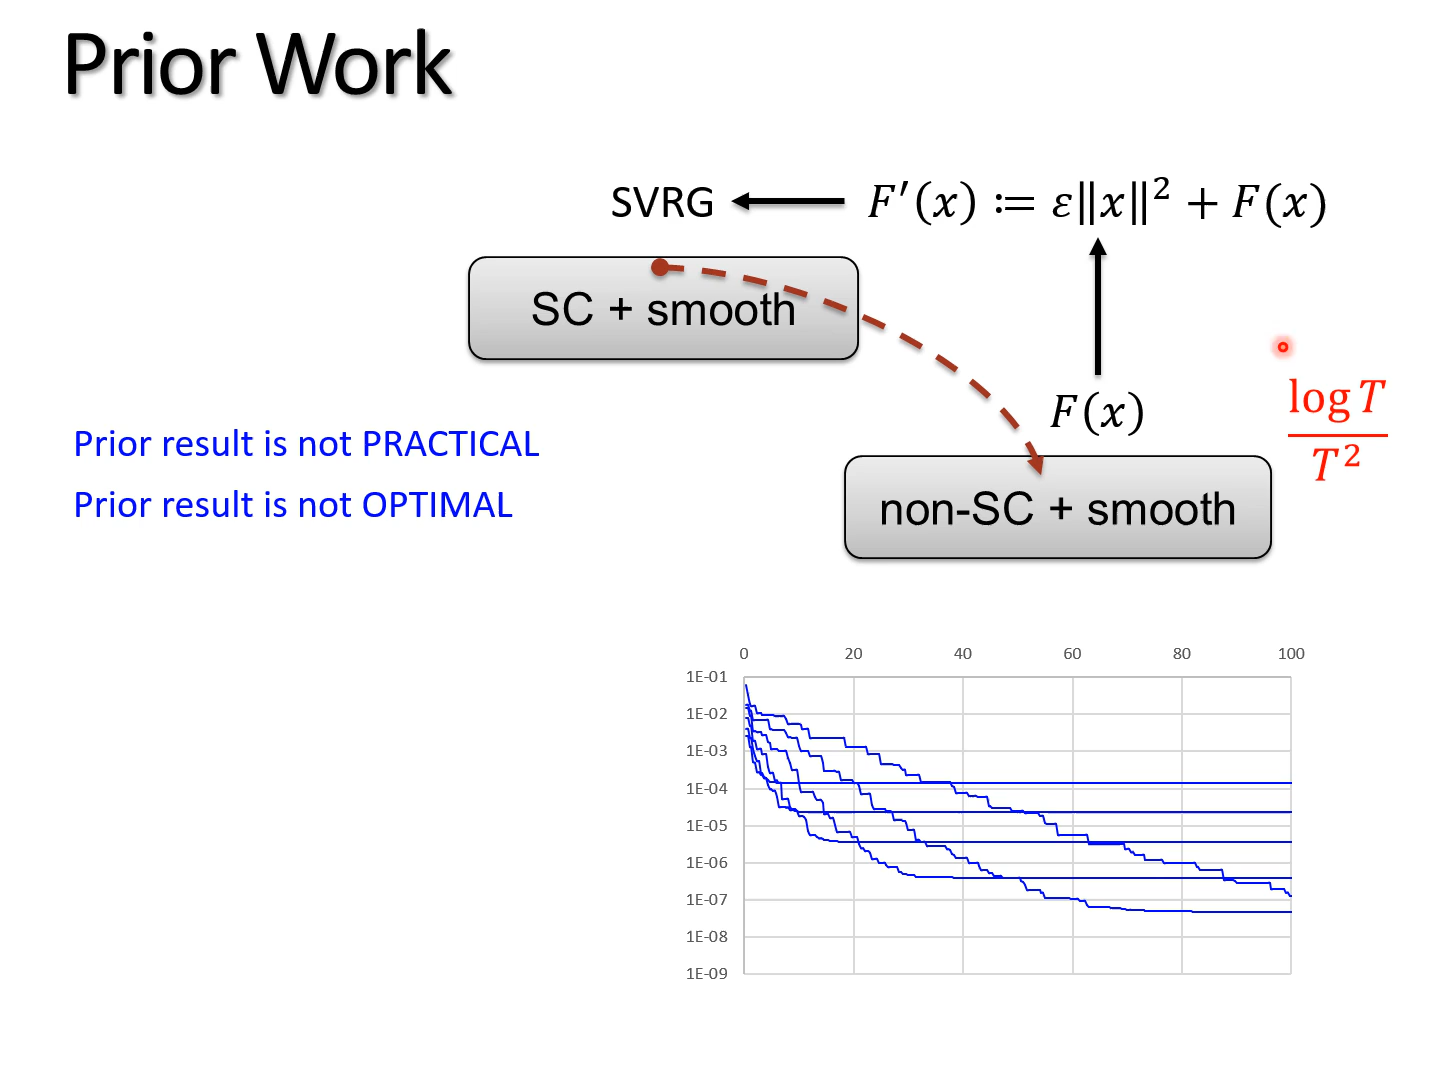 Prior Work
SVRG
F′(x) ≔ ε‖x‖² + F(x)
SC + smooth
F(x)
log T
T²
Prior result is not PRACTICAL
Prior result is not OPTIMAL
non-SC + smooth
0 20 40 60 80 100
1E-01
1E-02
1E-03
1E-04
1E-05
1E-06
1E-07
1E-08
1E-09